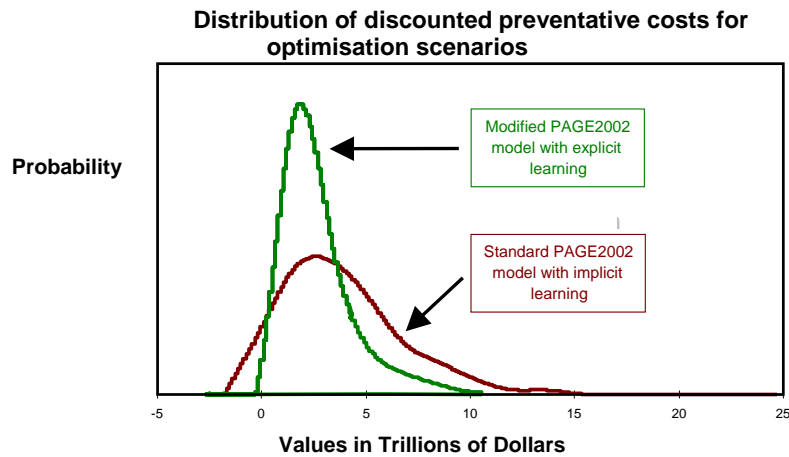 Distribution of discounted preventative costs for
optimisation scenarios
Modified PAGE2002
model with explicit
learning
Probability
Standard PAGE2002
model with implicit
learning
-5 0 5 10 15 20 25
Values in Trillions of Dollars